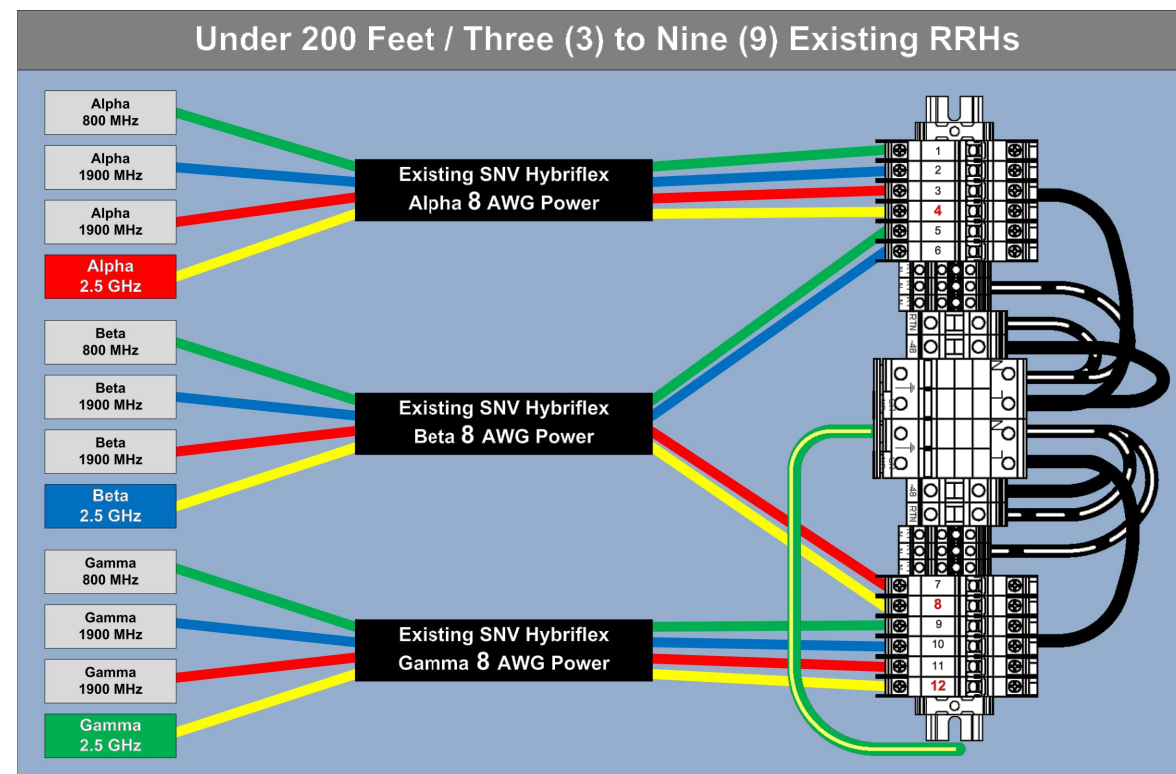 Under 200 Feet / Three (3) to Nine (9) Existing RRHs
Alpha
800 MHz
Alpha
1900 MHz
Alpha
1900 MHz
Alpha
2.5 GHz
Beta
800 MHz
Beta
1900 MHz
Beta
1900 MHz
Beta
2.5 GHz
Gamma
800 MHz
Gamma
1900 MHz
Gamma
1900 MHz
Gamma
2.5 GHz
Existing SNV Hybriflex
Alpha 8 AWG Power
Existing SNV Hybriflex
Beta 8 AWG Power
Existing SNV Hybriflex
Gamma 8 AWG Power
1
2
3
4
5
6
RTN
-48
N
L
N
L
-48
RTN
7
8
9
10
11
12